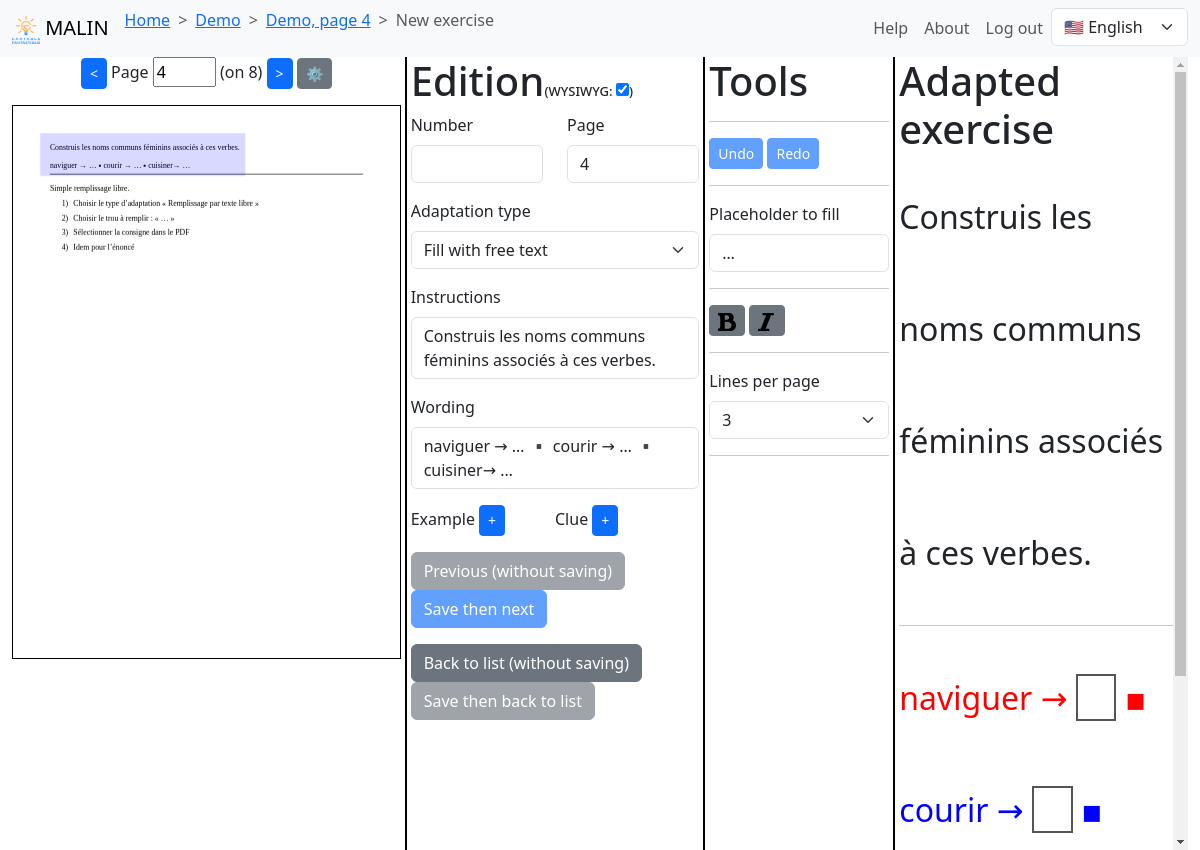 MALIN
Home > Demo > Demo, page 4 > New exercise
Help About Log out 🇺🇸 English
< Page 4 (on 8) > ⚙️
Construis les noms communs féminins associés à ces verbes.
naviguer → … ▪ courir → … ▪ cuisiner→ …
Simple remplissage libre.
1) Choisir le type d’adaptation « Remplissage par texte libre »
2) Choisir le trou à remplir : « … »
3) Sélectionner la consigne dans le PDF
4) Idem pour l’énoncé
Edition(WYSIWYG: )
Number Page
4
Adaptation type
Fill with free text
Instructions
Construis les noms communs
féminins associés à ces verbes.
Wording
naviguer → … ▪ courir → … ▪
cuisiner→ …
Example + Clue +
Previous (without saving)
Save then next
Back to list (without saving)
Save then back to list
Tools
Undo Redo
Placeholder to fill
…
B I
Lines per page
3
Adapted
exercise
Construis les
noms communs
féminins associés
à ces verbes.
naviguer → ▪
courir → ▪